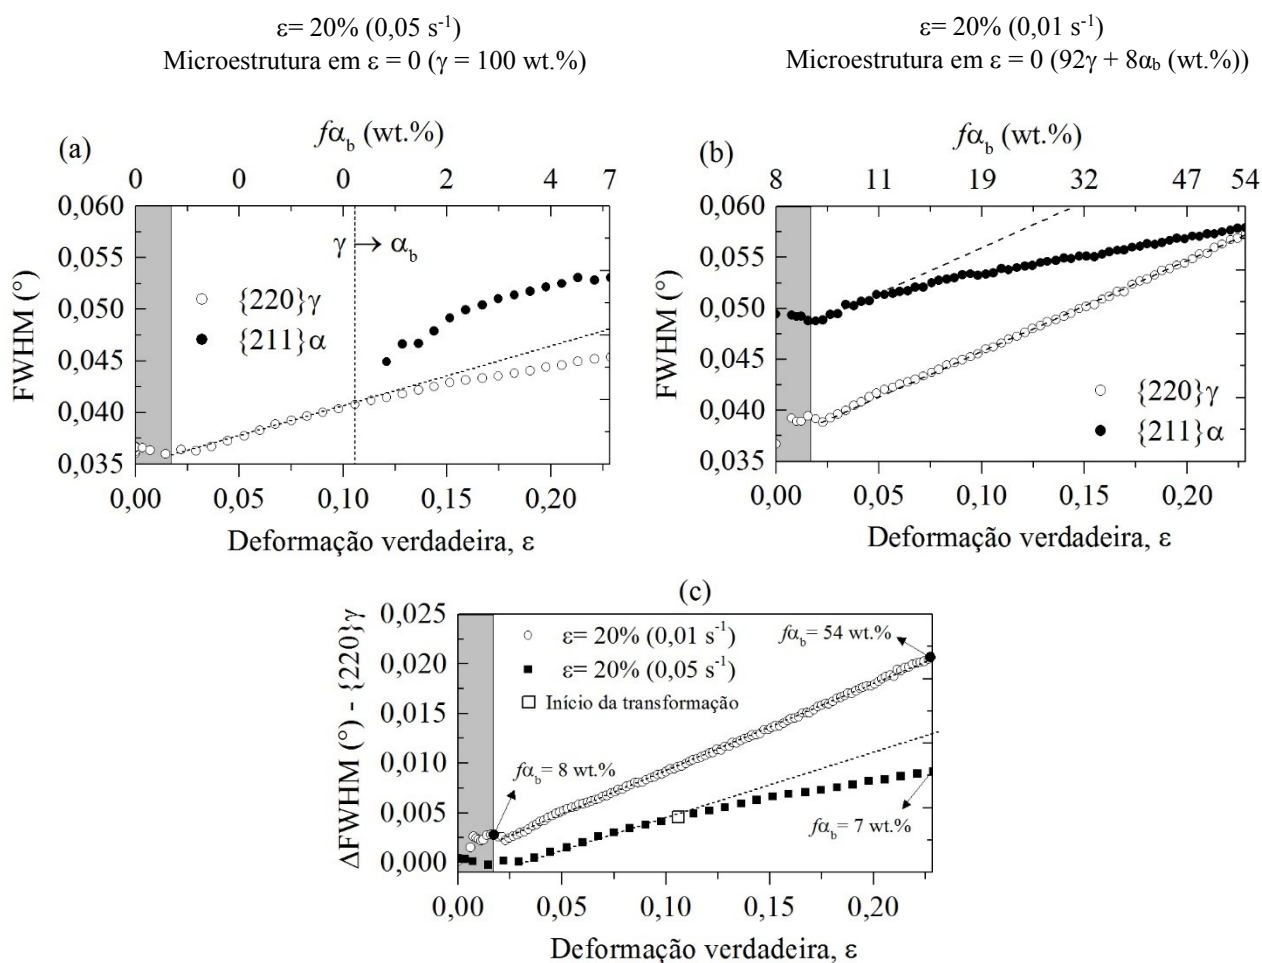 ε= 20% (0,05 s⁻¹)
Microestrutura em ε = 0 (γ = 100 wt.%)
ε= 20% (0,01 s⁻¹)
Microestrutura em ε = 0 (92γ + 8αb (wt.%))
(a)
fαb (wt.%)
0 0 0 2 4 7
0,060
0,055
0,050
0,045
0,040
0,035
FWHM (°)
γ → αb
{220}γ
{211}α
0,00 0,05 0,10 0,15 0,20
Deformação verdadeira, ε
(b)
fαb (wt.%)
8 11 19 32 47 54
0,060
0,055
0,050
0,045
0,040
0,035
FWHM (°)
{220}γ
{211}α
0,00 0,05 0,10 0,15 0,20
Deformação verdadeira, ε
(c)
0,025
0,020
0,015
0,010
0,005
0,000
ΔFWHM (°) - {220}γ
ε= 20% (0,01 s⁻¹)
ε= 20% (0,05 s⁻¹)
Início da transformação
fαb= 54 wt.%
fαb= 8 wt.%
fαb= 7 wt.%
0,00 0,05 0,10 0,15 0,20
Deformação verdadeira, ε